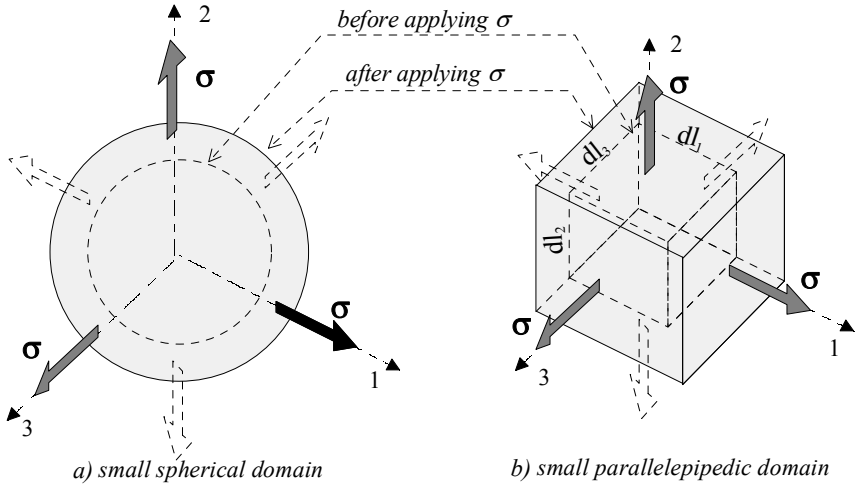 before applying σ
after applying σ
2
σ
σ
1
σ
3
a) small spherical domain
2
σ
dl₁
dl₃
dl₂
σ
1
σ
3
b) small parallelepipedic domain